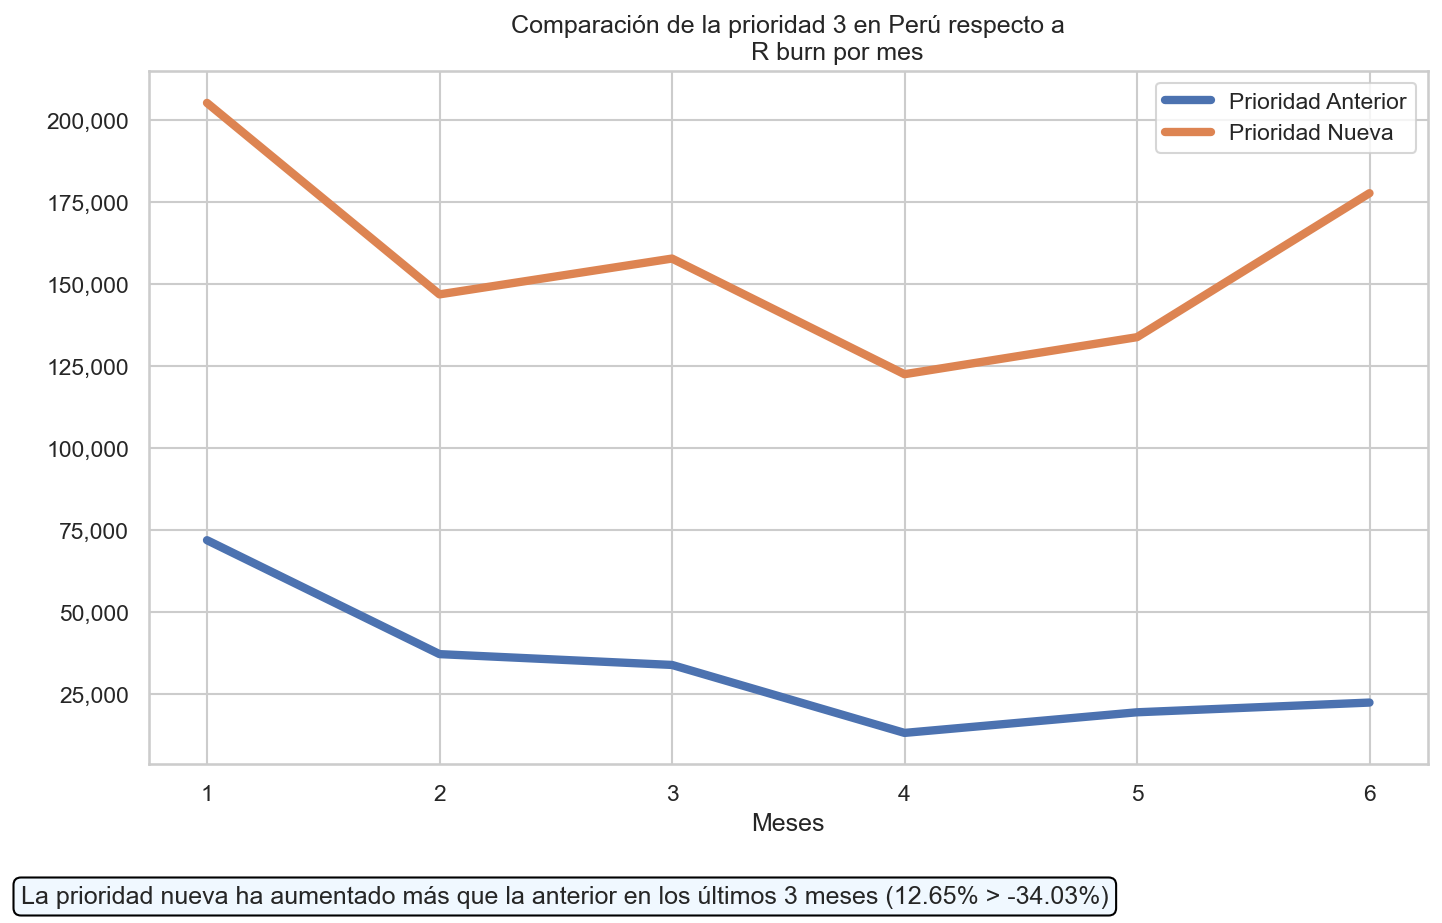 Comparación de la prioridad 3 en Perú respecto a
R burn por mes
Prioridad Anterior
Prioridad Nueva
200,000
175,000
150,000
125,000
100,000
75,000
50,000
25,000
1 2 3 4 5 6
Meses
La prioridad nueva ha aumentado más que la anterior en los últimos 3 meses (12.65% > -34.03%)